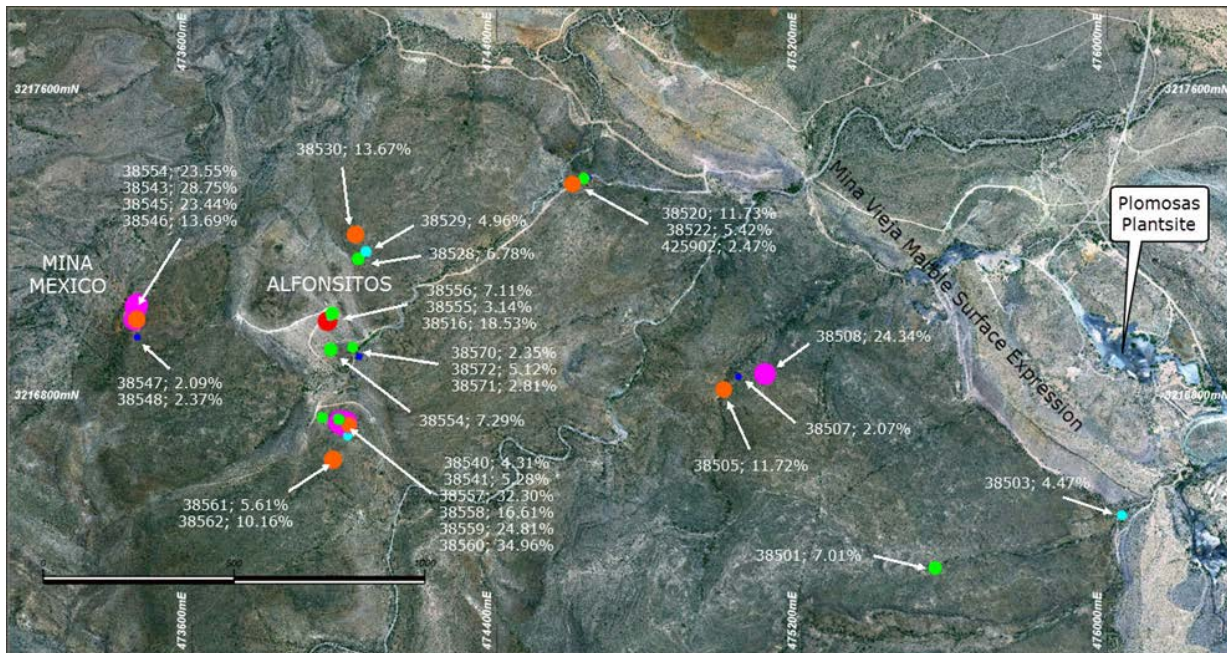 473600mE
474400mE
475200mE
476000mE
3217600mN
3217600mN
38530; 13.67%
38554; 23.55%
38543; 28.75%
38545; 23.44%
38546; 13.69%
38529; 4.96%
38528; 6.78%
38520; 11.73%
38522; 5.42%
425902; 2.47%
Mina Vieja Marble Surface Expression
Plomosas
Plantsite
MINA
MEXICO
ALFONSITOS
38556; 7.11%
38555; 3.14%
38516; 18.53%
38508; 24.34%
38570; 2.35%
38572; 5.12%
38571; 2.81%
38547; 2.09%
38548; 2.37%
3216800mN
3216800mN
38554; 7.29%
38507; 2.07%
38505; 11.72%
38540; 4.31%
38541; 5.28%
38557; 32.30%
38558; 16.61%
38559; 24.81%
38560; 34.96%
38561; 5.61%
38562; 10.16%
38503; 4.47%
38501; 7.01%
0
500
1000
473600mE
474400mE
475200mE
476000mE